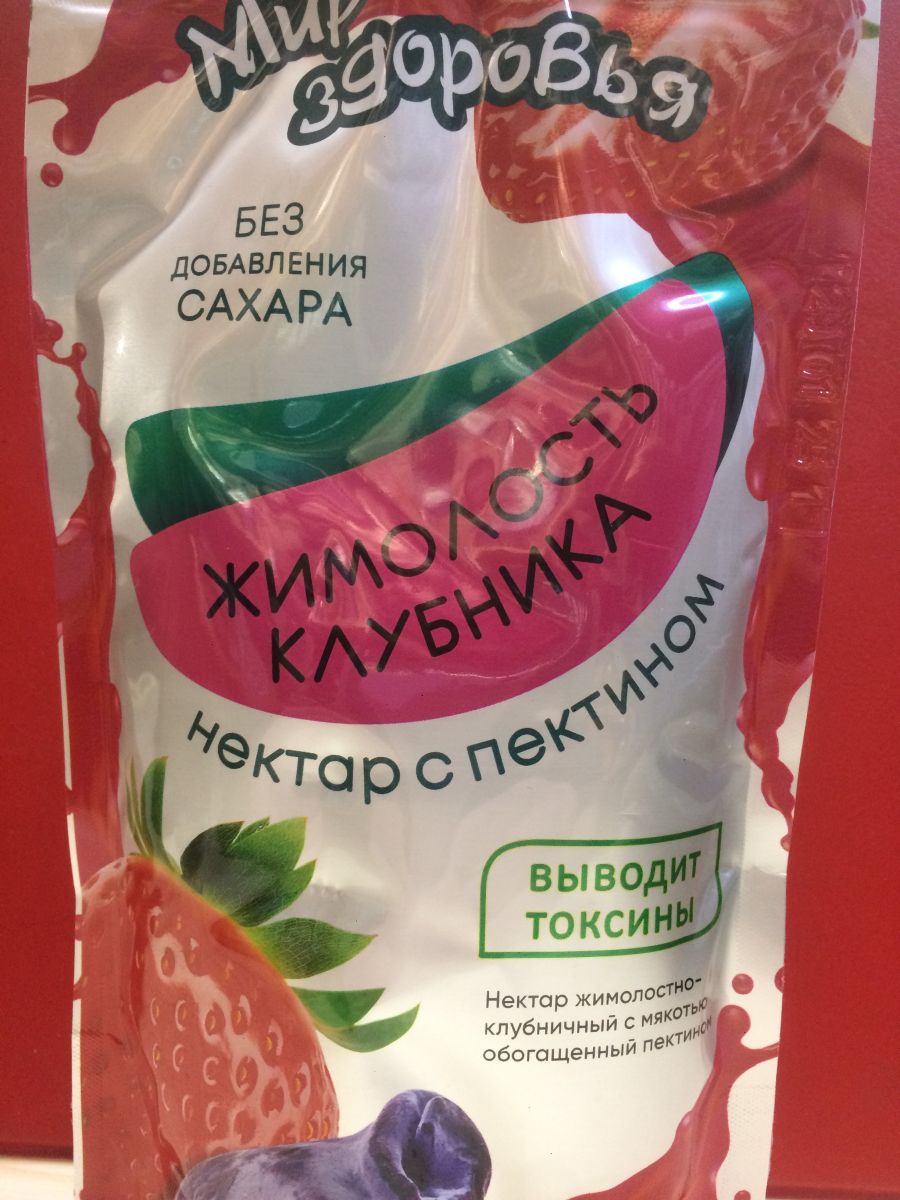 Мир
здоровья
БЕЗ
ДОБАВЛЕНИЯ
САХАРА
ЖИМОЛОСТЬ
КЛУБНИКА
нектар с пектином
ВЫВОДИТ
ТОКСИНЫ
Нектар жимолостно-
клубничный с мякотью
обогащенный пектином